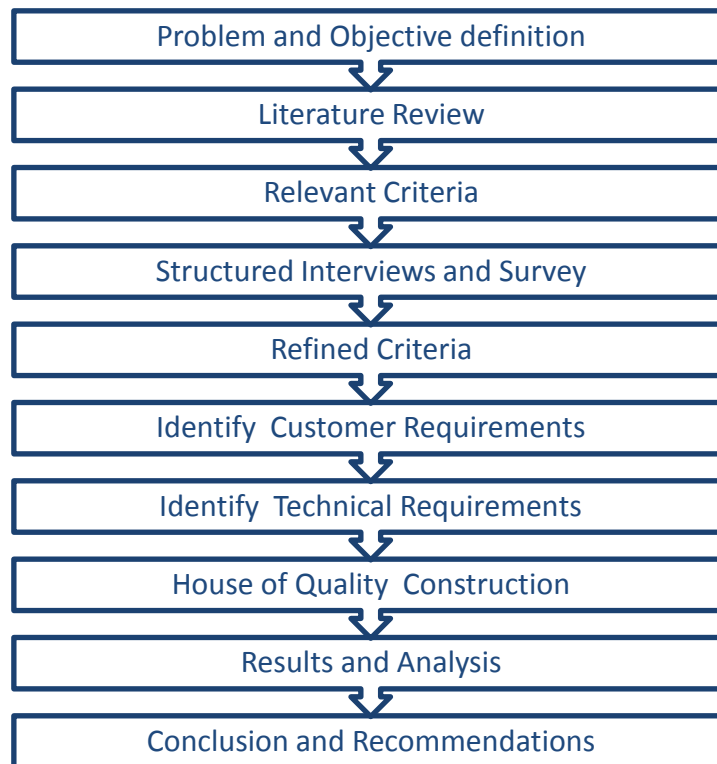 Problem and Objective definition
Literature Review
Relevant Criteria
Structured Interviews and Survey
Refined Criteria
Identify Customer Requirements
Identify Technical Requirements
House of Quality Construction
Results and Analysis
Conclusion and Recommendations